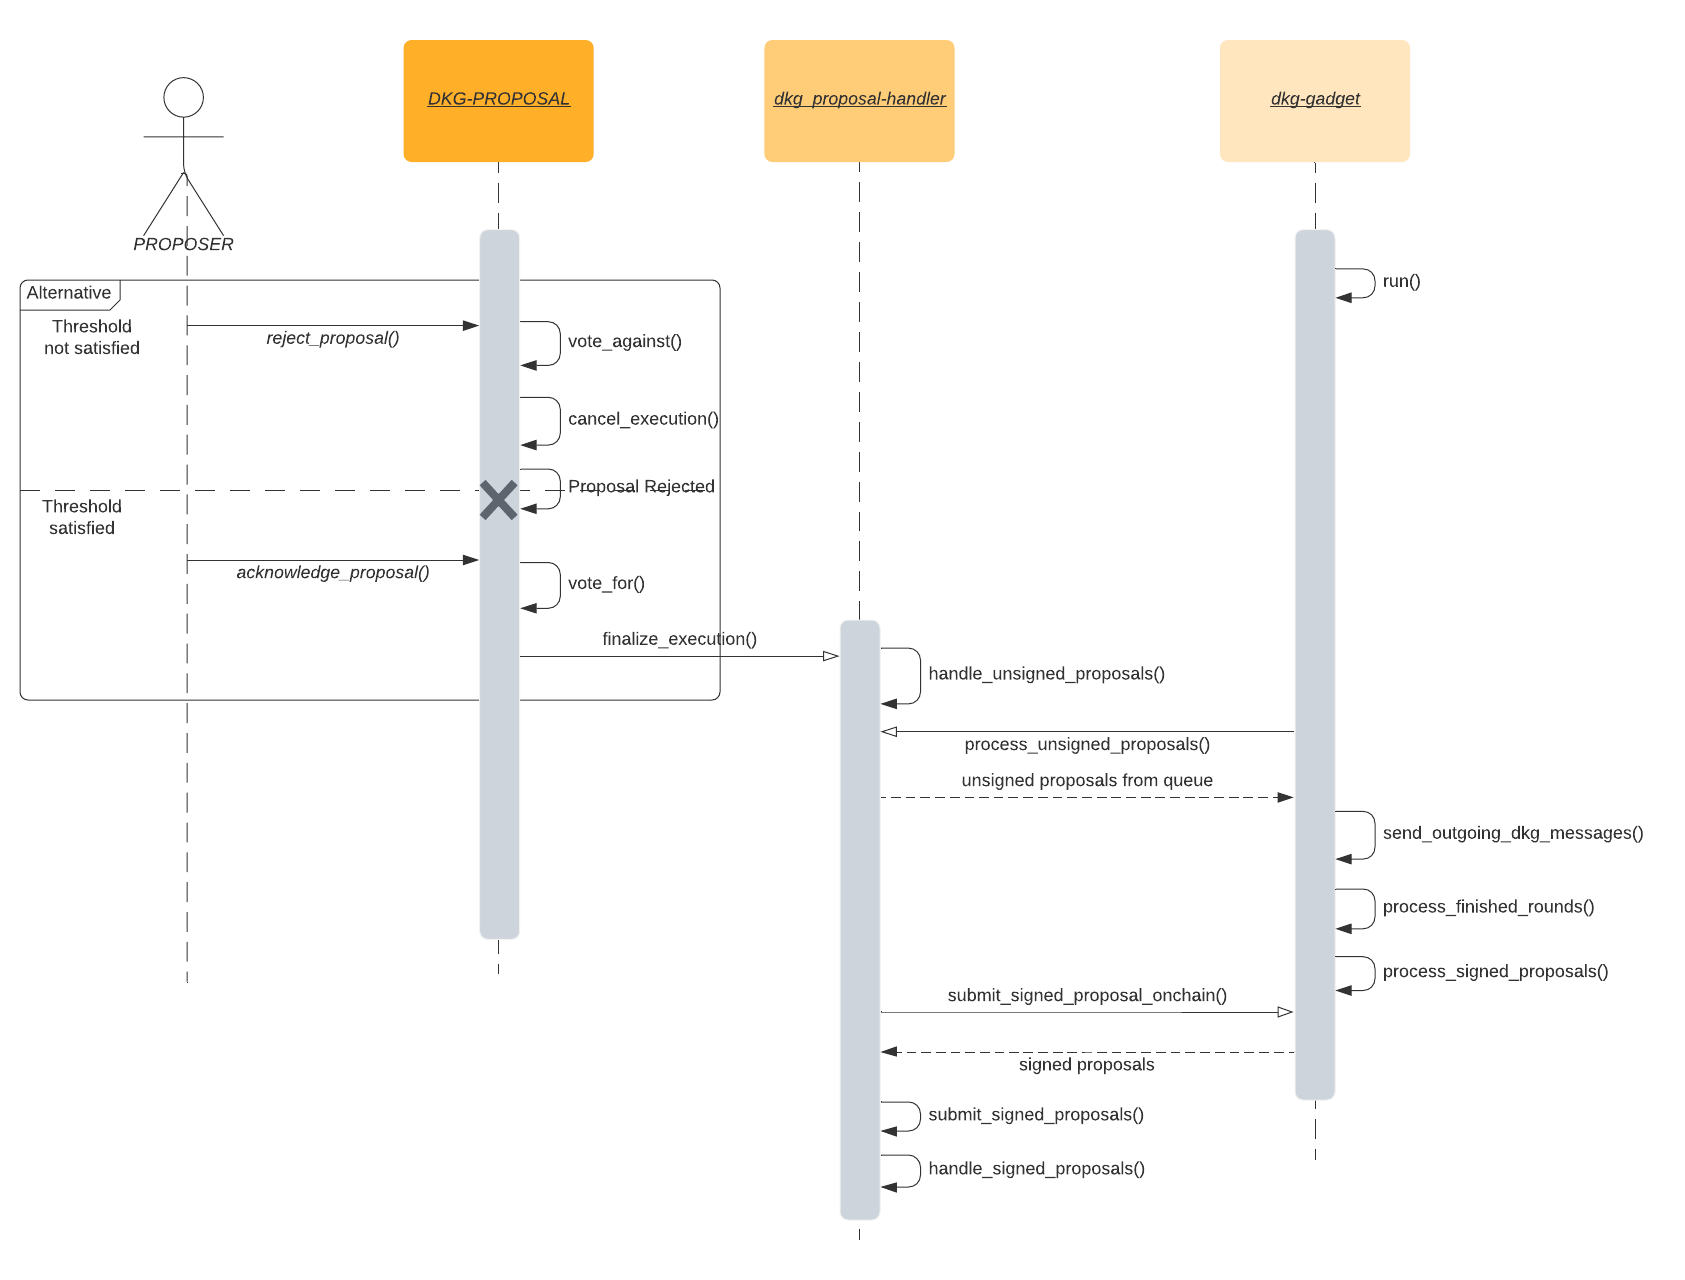 DKG-PROPOSAL
dkg_proposal-handler
dkg-gadget
PROPOSER
Alternative
run()
Threshold
not satisfied
reject_proposal()
vote_against()
cancel_execution()
Proposal Rejected
Threshold
satisfied
acknowledge_proposal()
vote_for()
finalize_execution()
handle_unsigned_proposals()
process_unsigned_proposals()
unsigned proposals from queue
send_outgoing_dkg_messages()
process_finished_rounds()
process_signed_proposals()
submit_signed_proposal_onchain()
signed proposals
submit_signed_proposals()
handle_signed_proposals()